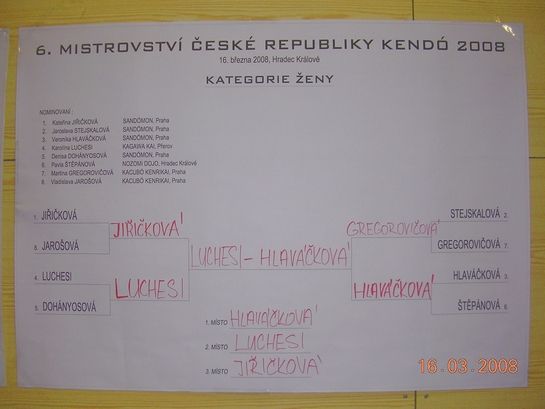 6. MISTROVSTVÍ ČESKÉ REPUBLIKY KENDÓ 2008
16. března 2008, Hradec Králové
KATEGORIE ŽENY
NOMINOVANÍ :
1. Kateřina JIŘIČKOVÁ SANDÓMON, Praha
2. Jaroslava STEJSKALOVÁ SANDÓMON, Praha
3. Veronika HLAVÁČKOVÁ SANDÓMON, Praha
4. Karolína LUCHESI KAGAWA KAI, Přerov
5. Denisa DOHÁNYOSOVÁ SANDÓMON, Praha
6. Pavla ŠTĚPÁNOVÁ NOZOMI DOJO, Hradec Králové
7. Martina GREGOROVIČOVÁ KACUBÓ KENRIKAI, Praha
8. Vladislava JAROŠOVÁ KACUBÓ KENRIKAI, Praha
1. JIŘIČKOVÁ
8. JAROŠOVÁ
4. LUCHESI
5. DOHÁNYOSOVÁ
JIŘIČKOVÁ
LUCHESI
LUCHESI - HLAVÁČKOVÁ
GREGOROVIČOVÁ
HLAVÁČKOVÁ
STEJSKALOVÁ 2.
GREGOROVIČOVÁ 7.
HLAVÁČKOVÁ 3.
ŠTĚPÁNOVÁ 6.
1. MÍSTO HLAVÁČKOVÁ
2. MÍSTO LUCHESI
3. MÍSTO JIŘIČKOVÁ
16.03.2008